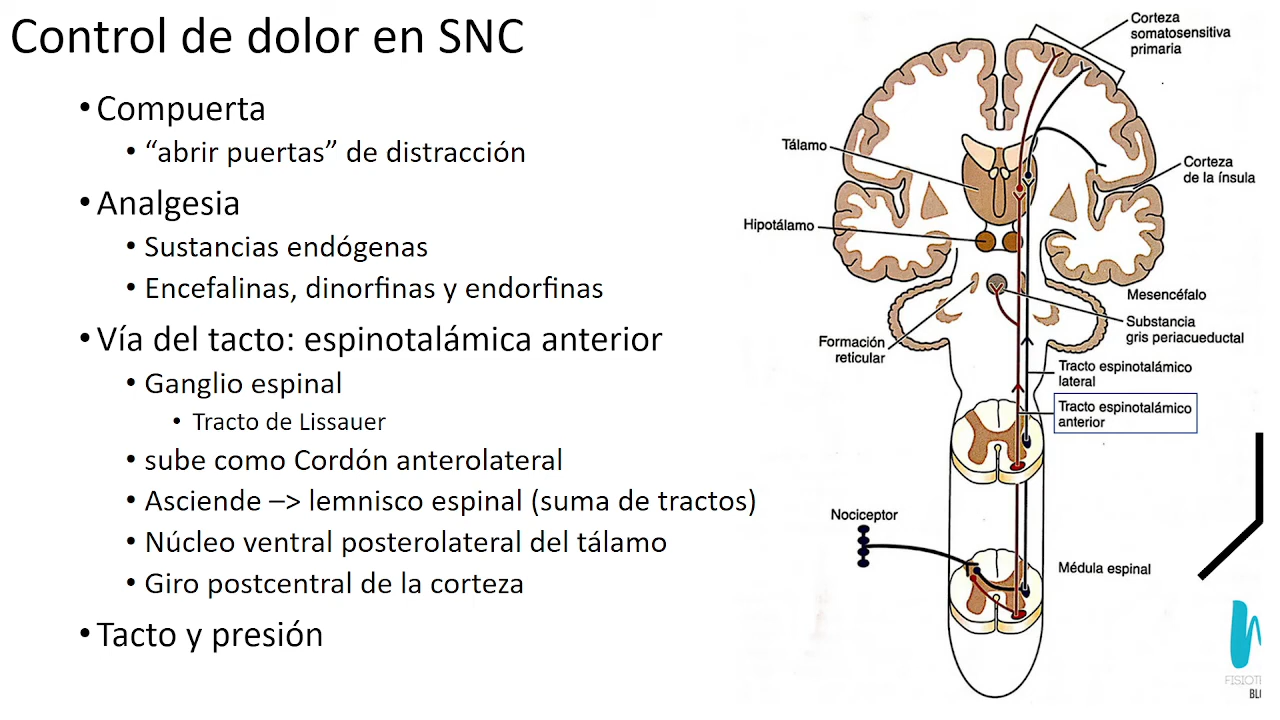 Control de dolor en SNC
• Compuerta
• “abrir puertas” de distracción
• Analgesia
• Sustancias endógenas
• Encefalinas, dinorfinas y endorfinas
• Vía del tacto: espinotalámica anterior
• Ganglio espinal
• Tracto de Lissauer
• sube como Cordón anterolateral
• Asciende –> lemnisco espinal (suma de tractos)
• Núcleo ventral posterolateral del tálamo
• Giro postcentral de la corteza
• Tacto y presión
Corteza
somatosensitiva
primaria
Tálamo
Corteza
de la ínsula
Hipotálamo
Mesencéfalo
Substancia
gris periacueductal
Formación
reticular
Tracto espinotalámico
lateral
Tracto espinotalámico
anterior
Nociceptor
Médula espinal